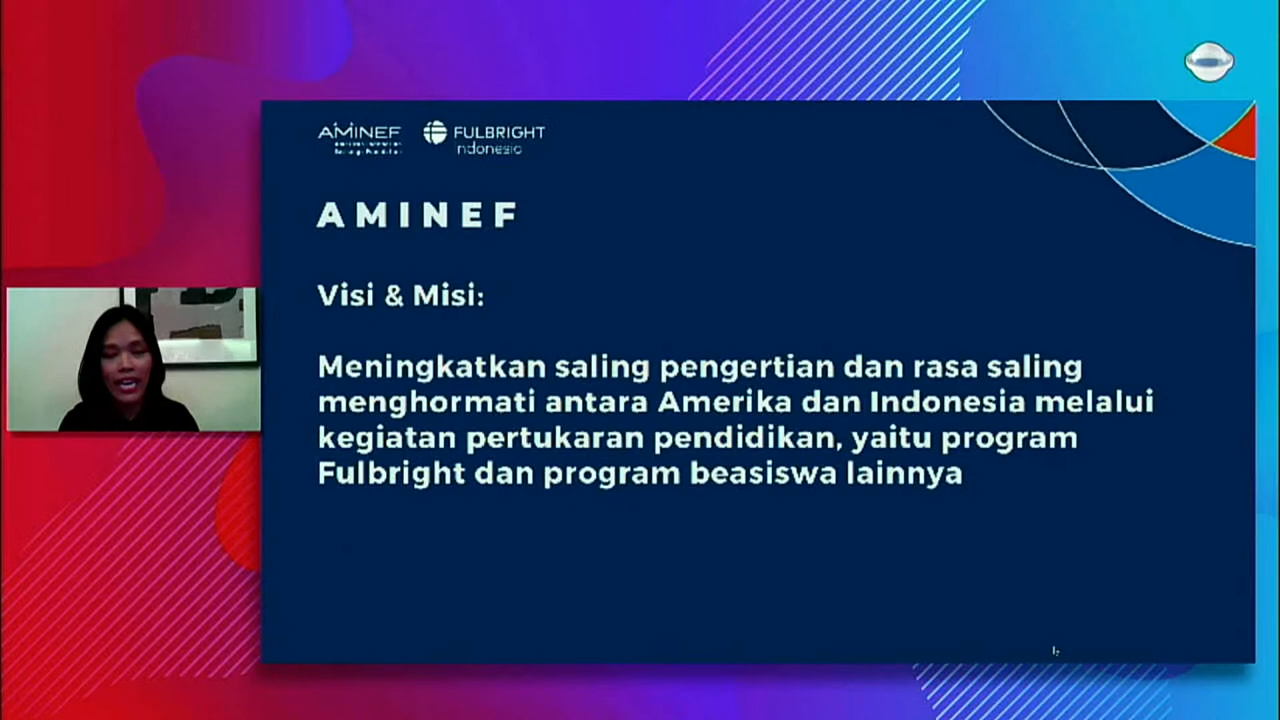 AMINEF
FULBRIGHT
Indonesia
AMINEF
Visi & Misi:
Meningkatkan saling pengertian dan rasa saling
menghormati antara Amerika dan Indonesia melalui
kegiatan pertukaran pendidikan, yaitu program
Fulbright dan program beasiswa lainnya